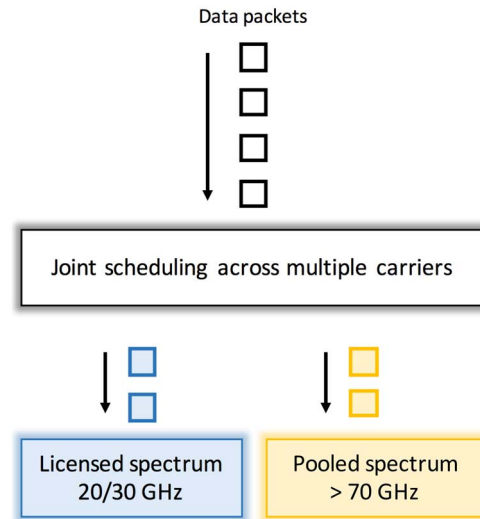 Data packets
Joint scheduling across multiple carriers
Licensed spectrum
20/30 GHz
Pooled spectrum
> 70 GHz